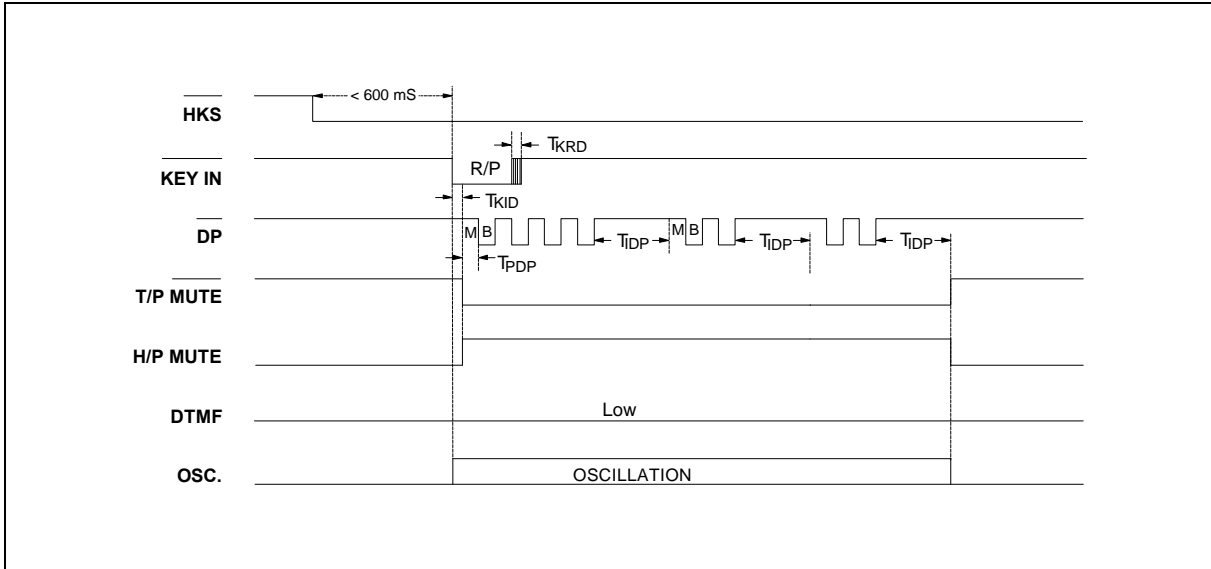 < 600 mS
HKS
TKRD
R/P
KEY IN
TKID
M B M B
DP
TIDP TIDP TIDP
TPDP
T/P MUTE
H/P MUTE
Low
DTMF
OSC. OSCILLATION